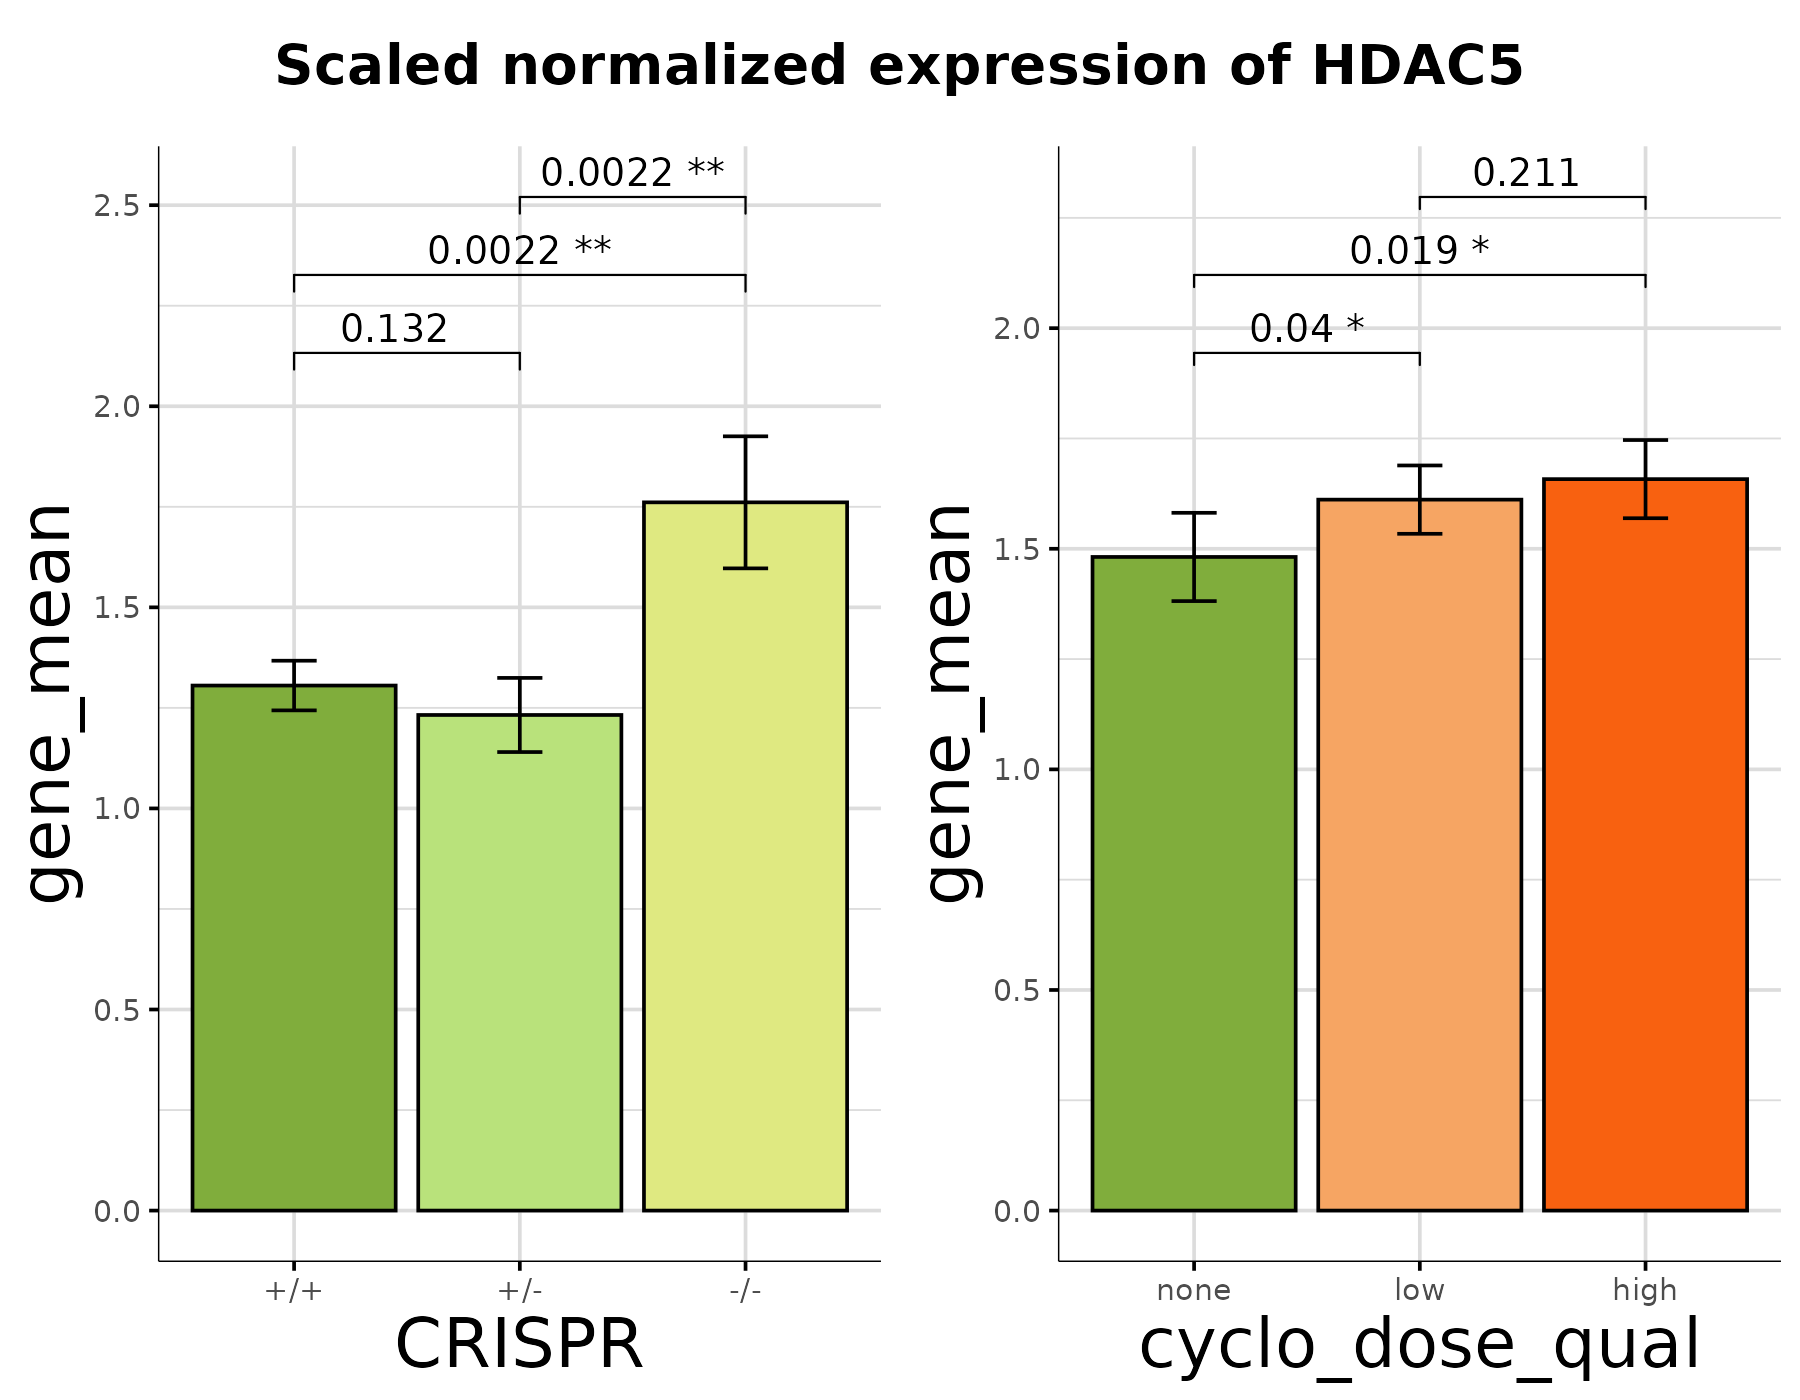 Scaled normalized expression of HDAC5
gene_mean
2.5
2.0
1.5
1.0
0.5
0.0
0.0022 **
0.0022 **
0.132
+/+
+/-
-/-
CRISPR
gene_mean
2.0
1.5
1.0
0.5
0.0
0.211
0.019 *
0.04 *
none
low
high
cyclo_dose_qual